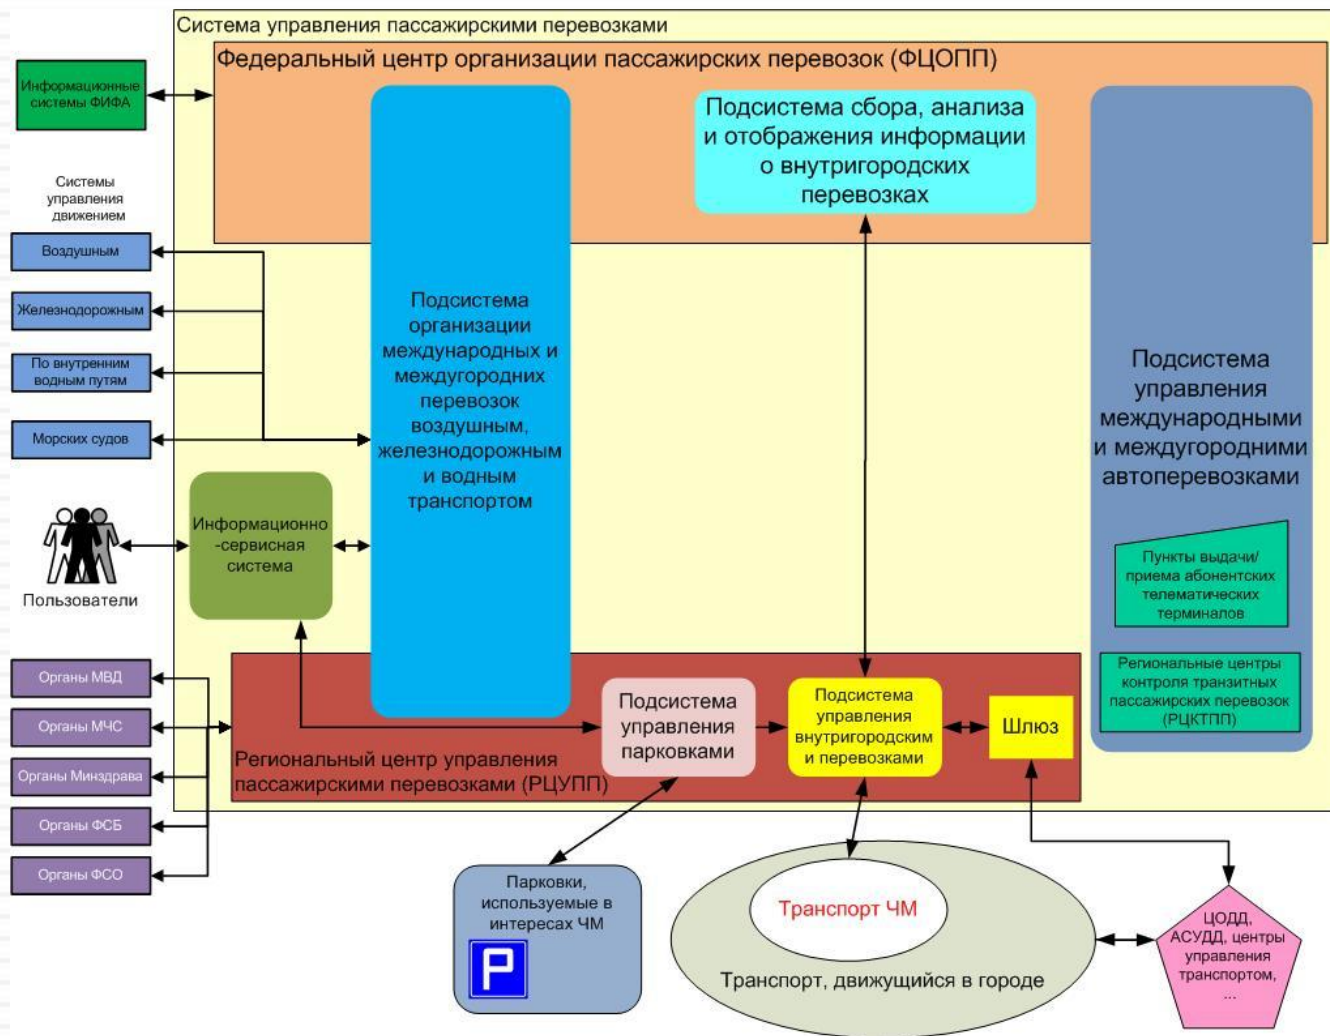 Система управления пассажирскими перевозками
Федеральный центр организации пассажирских перевозок (ФЦОПП)
Информационные
системы ФИФА
Подсистема сбора, анализа
и отображения информации
о внутригородских
перевозках
Системы
управления
движением
Воздушным
Железнодорожным
По внутренним
водным путям
Морских судов
Подсистема
организации
международных и
междугородних
перевозок
воздушным,
железнодорожным
и водным
транспортом
Подсистема
управления
международными
и междугородними
автоперевозками
Информационно
-сервисная
система
Пользователи
Пункты выдачи/
приема абонентских
телематических
терминалов
Региональные центры
контроля транзитных
пассажирских перевозок
(РЦКТПП)
Органы МВД
Органы МЧС
Органы Минздрава
Органы ФСБ
Органы ФСО
Подсистема
управления
парковками
Подсистема
управления
внутригородским
и перевозками
Шлюз
Региональный центр управления
пассажирскими перевозками (РЦУПП)
Парковки,
используемые в
интересах ЧМ
P
Транспорт ЧМ
Транспорт, движущийся в городе
ЦОДД,
АСУДД, центры
управления
транспортом,
...